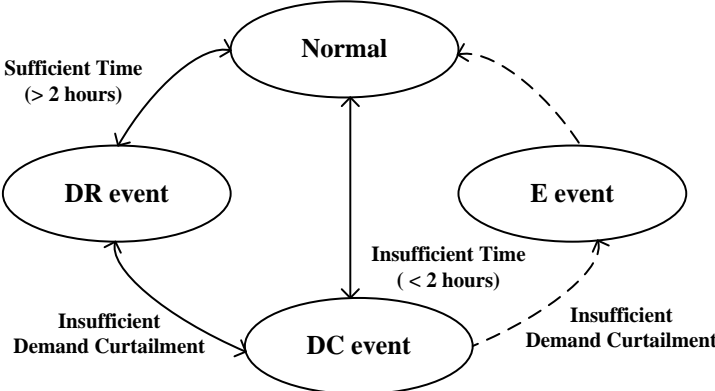 Normal
Sufficient Time
(> 2 hours)
DR event
E event
Insufficient Time
( < 2 hours)
Insufficient
Demand Curtailment
DC event
Insufficient
Demand Curtailment